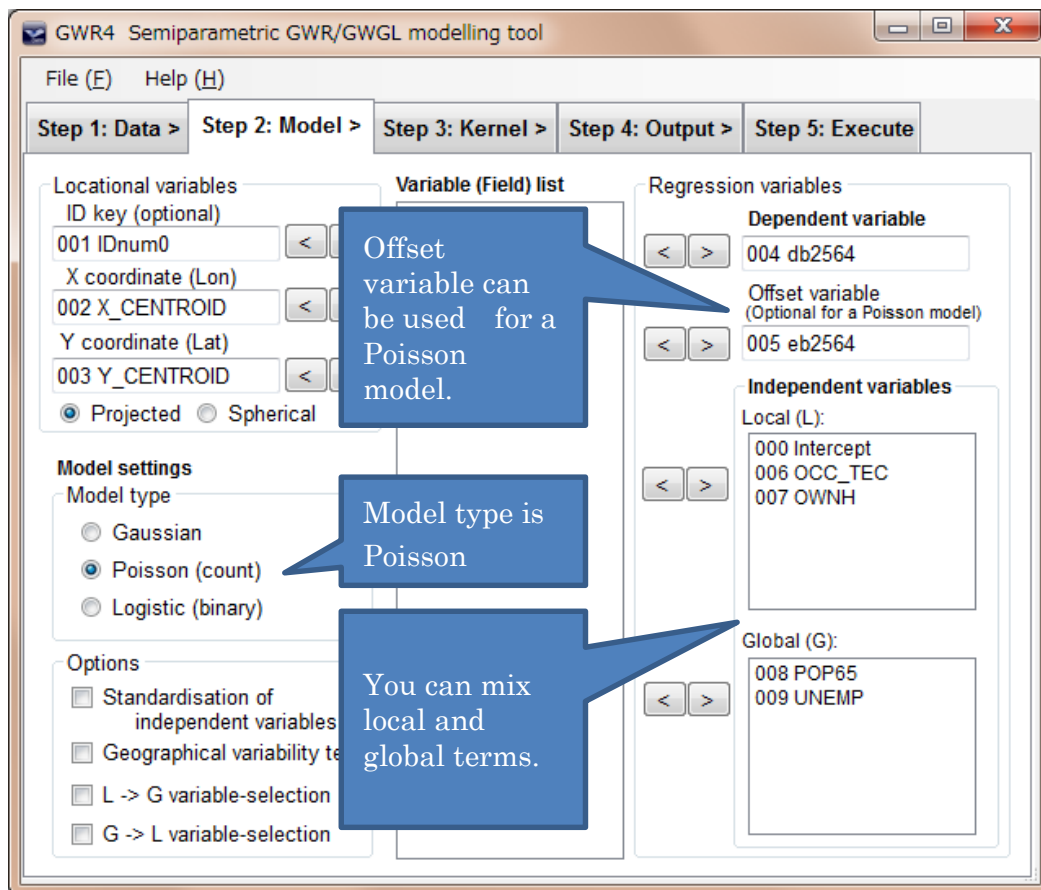 GWR4 Semiparametric GWR/GWGL modelling tool
File (F) Help (H)
Step 1: Data > Step 2: Model > Step 3: Kernel > Step 4: Output > Step 5: Execute
Locational variables
ID key (optional)
001 IDnum0
<
X coordinate (Lon)
002 X_CENTROID
<
Y coordinate (Lat)
003 Y_CENTROID
<
Projected Spherical
Model settings
Model type
Gaussian
Poisson (count)
Logistic (binary)
Options
Standardisation of
independent variables
Geographical variability te
L -> G variable-selection
G -> L variable-selection
Variable (Field) list
Offset
variable can
be used for a
Poisson
model.
Model type is
Poisson
You can mix
local and
global terms.
Regression variables
Dependent variable
< > 004 db2564
Offset variable
(Optional for a Poisson model)
< > 005 eb2564
Independent variables
Local (L):
000 Intercept
006 OCC_TEC
007 OWNH
< >
Global (G):
008 POP65
009 UNEMP
< >